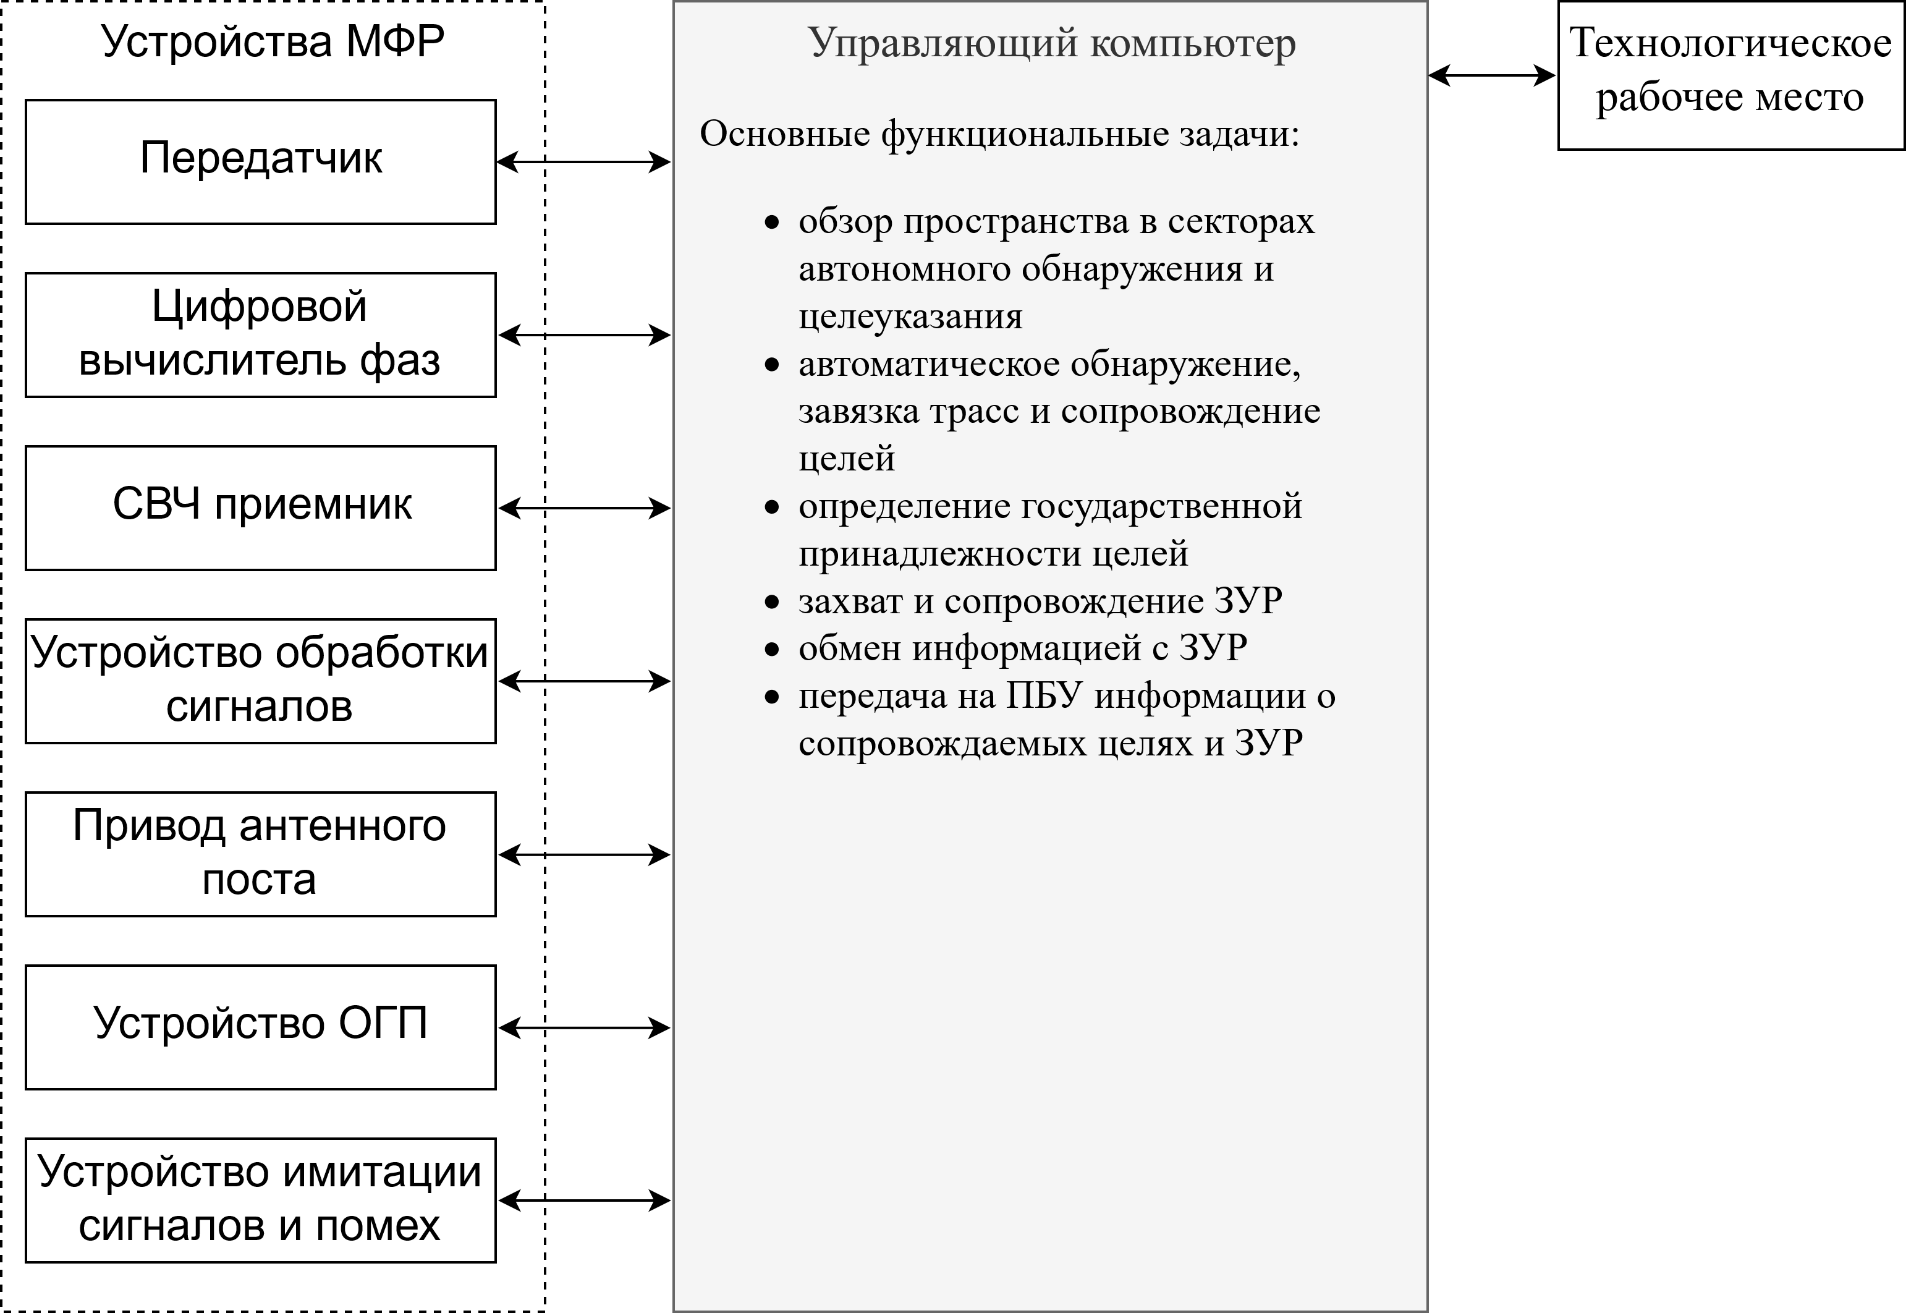 Устройства МФР
Передатчик
Цифровой
вычислитель фаз
СВЧ приемник
Устройство обработки
сигналов
Привод антенного
поста
Устройство ОГП
Устройство имитации
сигналов и помех
Управляющий компьютер
Основные функциональные задачи:
• обзор пространства в секторах
автономного обнаружения и
целеуказания
• автоматическое обнаружение,
завязка трасс и сопровождение
целей
• определение государственной
принадлежности целей
• захват и сопровождение ЗУР
• обмен информацией с ЗУР
• передача на ПБУ информации о
сопровождаемых целях и ЗУР
Технологическое
рабочее место